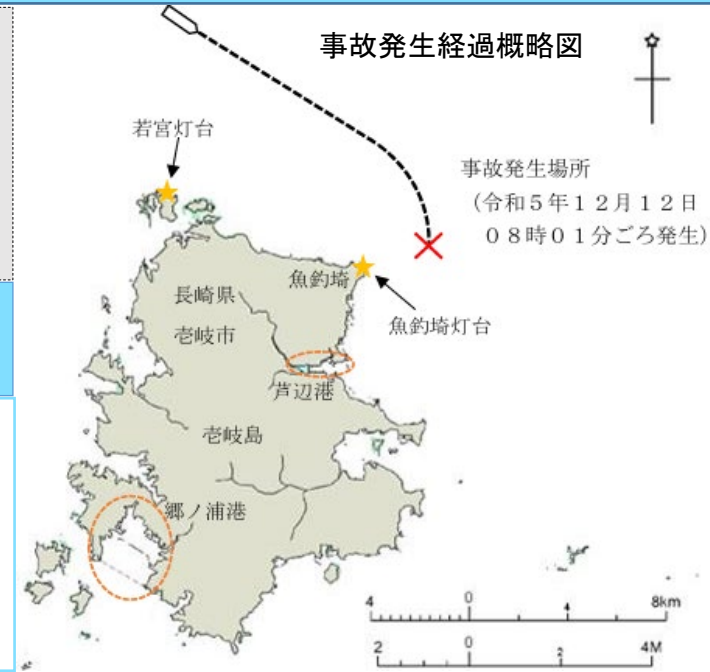 事故発生経過概略図
若宮灯台
事故発生場所
(令和5年12月12日
08時01分ごろ発生)
魚釣埼
長崎県
魚釣埼灯台
壱岐市
芦辺港
壱岐島
郷ノ浦港
4 0 4 8km
2 0 2 4M